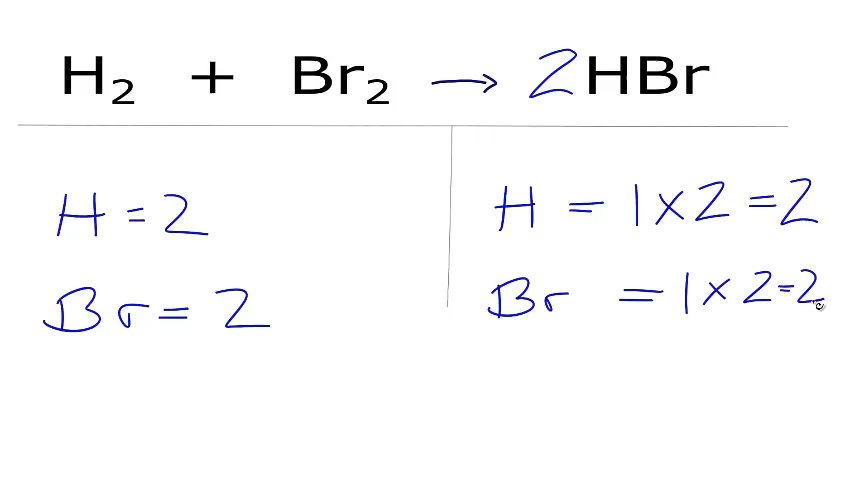 H₂ + Br₂ → 2HBr
H = 2
H = 1 × 2 = 2
Br = 2
Br = 1 × 2 = 2